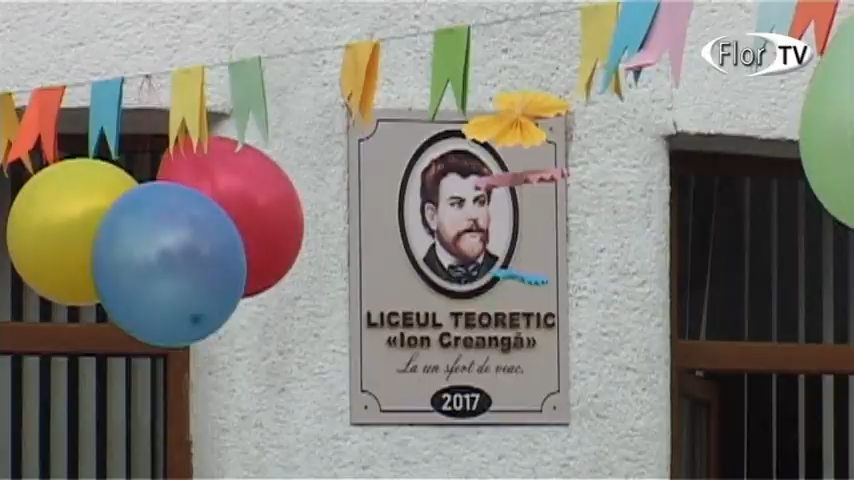 Flor TV
LICEUL TEORETIC
«Ion Creangă»
La un sfert de veac.
2017